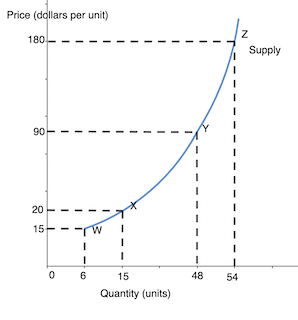 Price (dollars per unit)
180
Z
Supply
90
Y
20
X
15
W
0 6 15 48 54
Quantity (units)